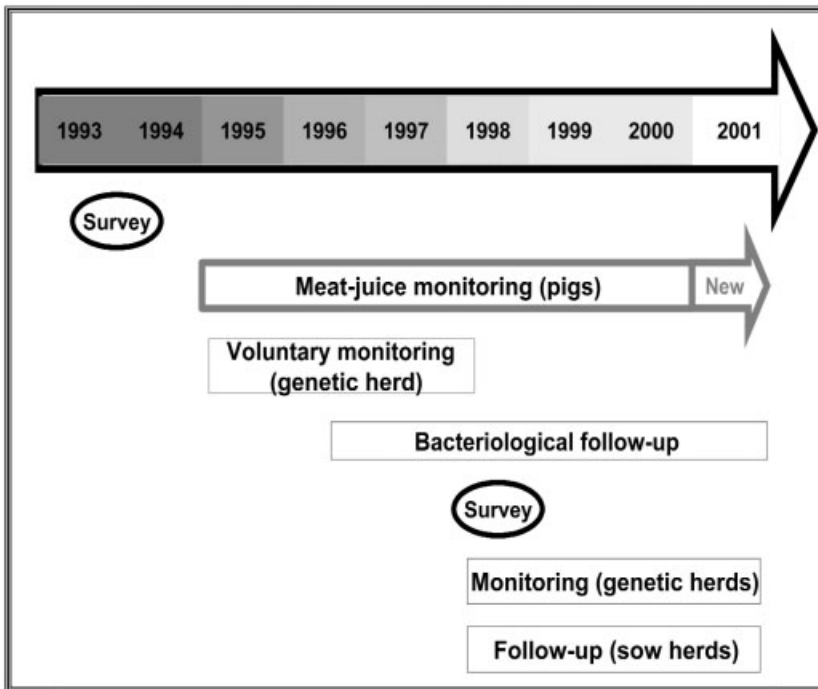 1993 1994 1995 1996 1997 1998 1999 2000 2001
Survey
Meat-juice monitoring (pigs) New
Voluntary monitoring
(genetic herd)
Bacteriological follow-up
Survey
Monitoring (genetic herds)
Follow-up (sow herds)